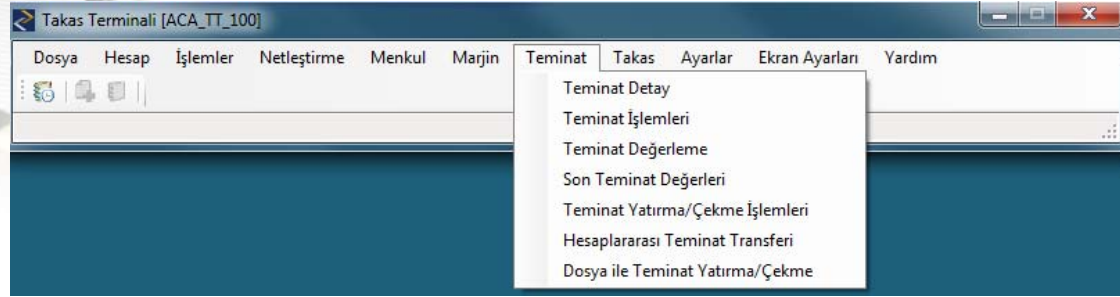 Takas Terminali [ACA_TT_100]
Dosya Hesap İşlemler Netleştirme Menkul Marjin Teminat Takas Ayarlar Ekran Ayarları Yardım
Teminat Detay
Teminat İşlemleri
Teminat Değerleme
Son Teminat Değerleri
Teminat Yatırma/Çekme İşlemleri
Hesaplararası Teminat Transferi
Dosya ile Teminat Yatırma/Çekme